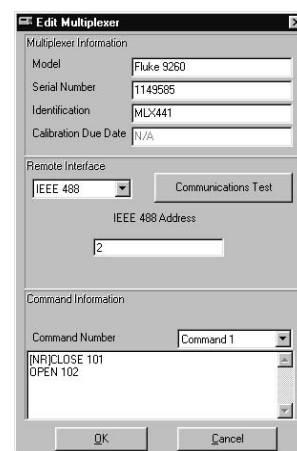 Edit Multiplexer
Multiplexer Information
Model Fluke 9260
Serial Number 1149585
Identification MLX441
Calibration Due Date N/A
Remote Interface
IEEE 488 Communications Test
IEEE 488 Address
2
Command Information
Command Number Command 1
[NR]CLOSE 101
OPEN 102
OK Cancel